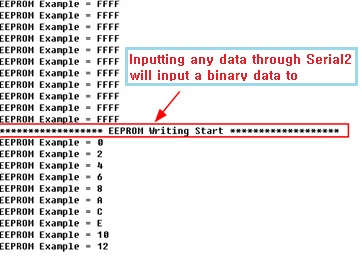 EEPROM Example = FFFF
EEPROM Example = FFFF
EEPROM Example = FFFF
EEPROM Example = FFFF
EEPROM Example = FFFF
Inputting any data through Serial2
will input a binary data to
EEPROM Example = FFFF
EEPROM Example = FFFF
EEPROM Example = FFFF
EEPROM Example = FFFF
EEPROM Example = FFFF
EEPROM Example = FFFF
****************** EEPROM Writing Start *******************
EEPROM Example = 0
EEPROM Example = 2
EEPROM Example = 4
EEPROM Example = 6
EEPROM Example = 8
EEPROM Example = A
EEPROM Example = C
EEPROM Example = E
EEPROM Example = 10
EEPROM Example = 12